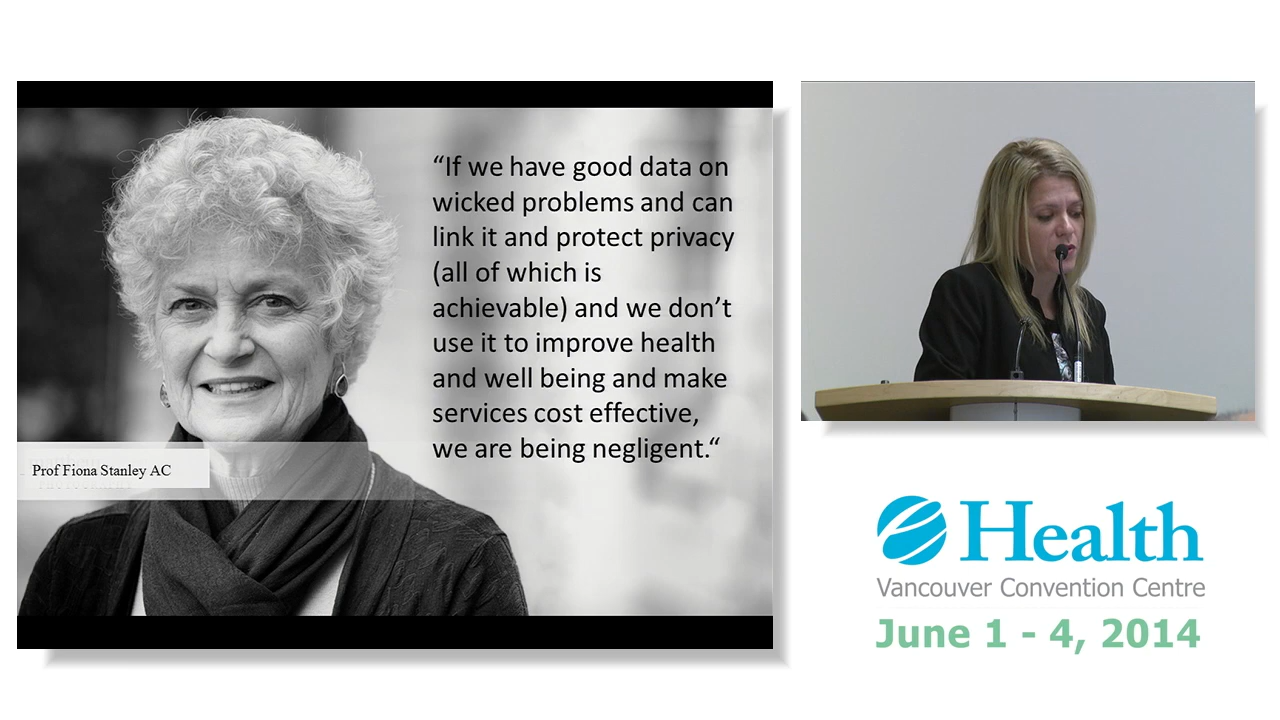 “If we have good data on
wicked problems and can
link it and protect privacy
(all of which is
achievable) and we don’t
use it to improve health
and well being and make
services cost effective,
we are being negligent.“
Prof Fiona Stanley AC
eHealth
Vancouver Convention Centre
June 1 - 4, 2014